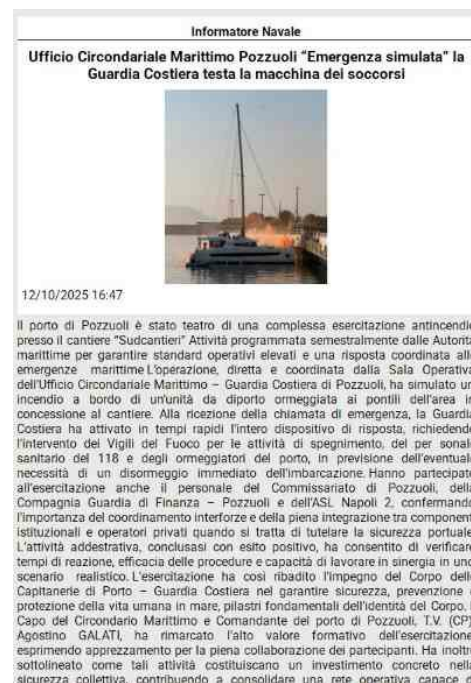 Informatore Navale
Ufficio Circondariale Marittimo Pozzuoli “Emergenza simulata” la
Guardia Costiera testa la macchina dei soccorsi
12/10/2025 16:47
Il porto di Pozzuoli è stato teatro di una complessa esercitazione antincendio
presso il cantiere “Sudcantieri” Attività programmata semestralmente dalle Autorità
marittime per garantire standard operativi elevati e una risposta coordinata alle
emergenze marittime L’operazione, diretta e coordinata dalla Sala Operativa
dell’Ufficio Circondariale Marittimo – Guardia Costiera di Pozzuoli, ha simulato un
incendio a bordo di un’unità da diporto ormeggiata ai pontili dell’area in
concessione al cantiere. Alla ricezione della chiamata di emergenza, la Guardia
Costiera ha attivato in tempi rapidi l’intero dispositivo di risposta, richiedendo
l’intervento dei Vigili del Fuoco per le attività di spegnimento, del per sonale
sanitario del 118 e degli ormeggiatori del porto, in previsione dell’eventuale
necessità di un disormeggio immediato dell’imbarcazione. Hanno partecipato
all’esercitazione anche il personale del Commissariato di Pozzuoli, della
Compagnia Guardia di Finanza – Pozzuoli e dell’ASL Napoli 2, confermando
l’importanza del coordinamento interforze e della piena integrazione tra componenti
istituzionali e operatori privati quando si tratta di tutelare la sicurezza portuale.
L’attività addestrativa, conclusasi con esito positivo, ha consentito di verificare
tempi di reazione, efficacia delle procedure e capacità di lavorare in sinergia in uno
scenario realistico. L’esercitazione ha così ribadito l’impegno del Corpo delle
Capitanerie di Porto – Guardia Costiera nel garantire sicurezza, prevenzione e
protezione della vita umana in mare, pilastri fondamentali dell’identità del Corpo. Il
Capo del Circondario Marittimo e Comandante del porto di Pozzuoli, T.V. (CP)
Agostino GALATI, ha rimarcato l’alto valore formativo dell’esercitazione,
esprimendo apprezzamento per la piena collaborazione dei partecipanti. Ha inoltre
sottolineato come tali attività costituiscano un investimento concreto nella
sicurezza collettiva, contribuendo a consolidare una rete operativa capace di